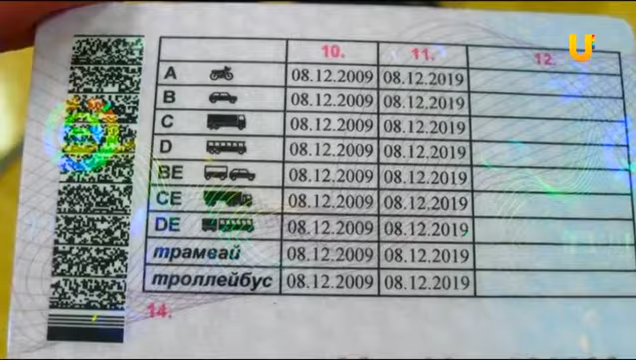 10. 11. 12.
A 08.12.2009 08.12.2019
B 08.12.2009 08.12.2019
C 08.12.2009 08.12.2019
D 08.12.2009 08.12.2019
BE 08.12.2009 08.12.2019
CE 08.12.2009 08.12.2019
DE 08.12.2009 08.12.2019
трамвай 08.12.2009 08.12.2019
троллейбус 08.12.2009 08.12.2019
14.